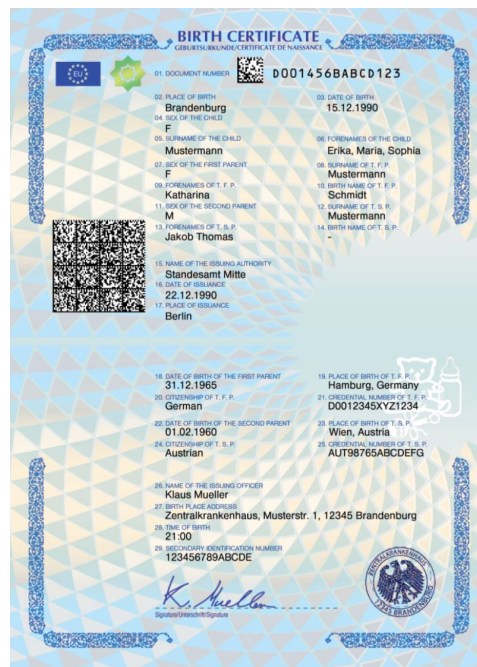 BIRTH CERTIFICATE
GEBURTSURKUNDE/CERTIFICATE DE NAISSANCE
EU
01. DOCUMENT NUMBER D001456BABCD123
02. PLACE OF BIRTH 03. DATE OF BIRTH
Brandenburg 15.12.1990
04. SEX OF THE CHILD
F
05. SURNAME OF THE CHILD 06. FORENAMES OF THE CHILD
Mustermann Erika, Maria, Sophia
07. SEX OF THE FIRST PARENT 08. SURNAME OF T. F. P.
F Mustermann
09. FORENAMES OF T. F. P. 10. BIRTH NAME OF T. F. P.
Katharina Schmidt
11. SEX OF THE SECOND PARENT 12. SURNAME OF T. S. P.
M Mustermann
13. FORENAMES OF T. S. P. 14. BIRTH NAME OF T. S. P.
Jakob Thomas -
15. NAME OF THE ISSUING AUTHORITY
Standesamt Mitte
16. DATE OF ISSUANCE
22.12.1990
17. PLACE OF ISSUANCE
Berlin
18. DATE OF BIRTH OF THE FIRST PARENT 19. PLACE OF BIRTH OF T. F. P.
31.12.1965 Hamburg, Germany
20. CITIZENSHIP OF T. F. P. 21. CREDENTIAL NUMBER OF T. F. P.
German D0012345XYZ1234
22. DATE OF BIRTH OF THE SECOND PARENT 23. PLACE OF BIRTH OF T. S. P.
01.02.1960 Wien, Austria
24. CITIZENSHIP OF T. S. P. 25. CREDENTIAL NUMBER OF T. S. P.
Austrian AUT98765ABCDEFG
26. NAME OF THE ISSUING OFFICER
Klaus Mueller
27. BIRTH PLACE ADDRESS
Zentralkrankenhaus, Musterstr. 1, 12345 Brandenburg
28. TIME OF BIRTH
21:00
29. SECONDARY IDENTIFICATION NUMBER
123456789ABCDE
K. Mueller
Signature/Unterschrift/Signature
ZENTRALKRANKENHAUS
12345 BRANDENBURG